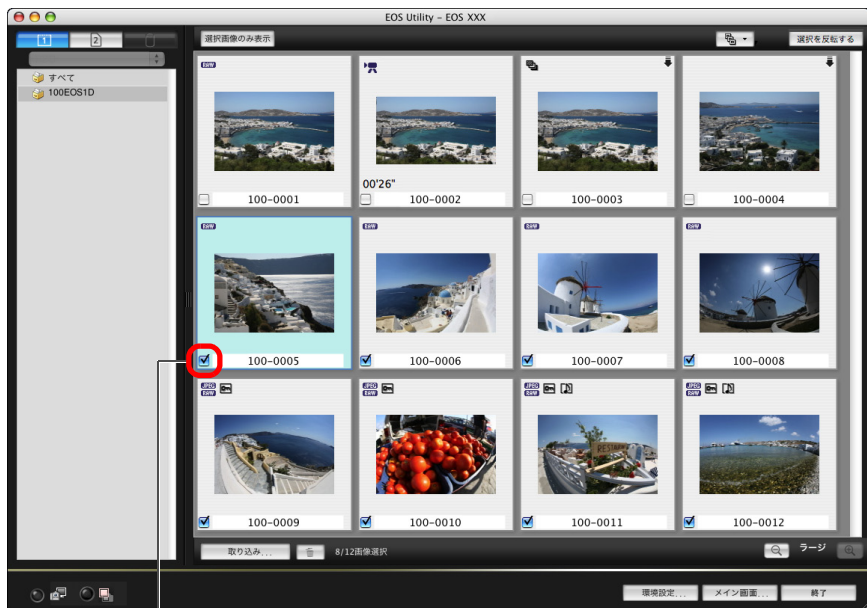 EOS Utility – EOS XXX
1 2
選択画像のみ表示
選択を反転する
すべて
100EOS1D
RAW
00'26"
100-0001
100-0002
100-0003
100-0004
RAW
RAW
RAW
RAW
100-0005
100-0006
100-0007
100-0008
JPEG
RAW
JPEG
RAW
JPEG
RAW
JPEG
RAW
RESTAURANT
100-0009
100-0010
100-0011
100-0012
取り込み...
8/12画像選択
ラージ
環境設定...
メイン画面...
終了